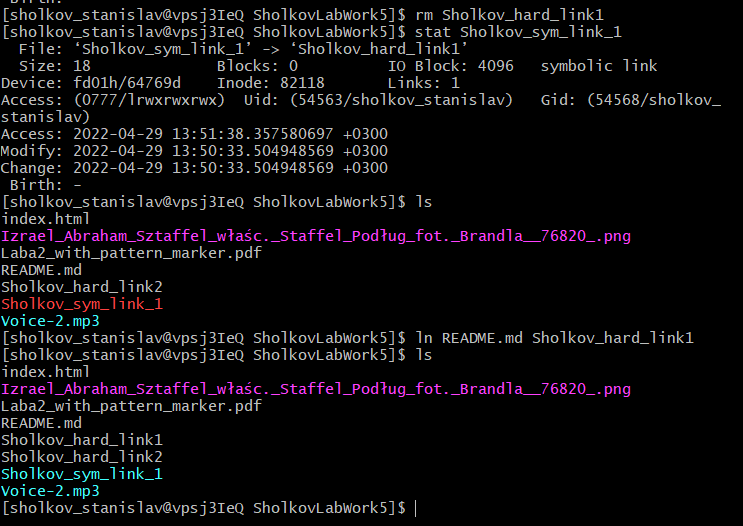 [sholkov_stanislav@vpsj3IeQ SholkovLabWork5]$ rm Sholkov_hard_link1
[sholkov_stanislav@vpsj3IeQ SholkovLabWork5]$ stat Sholkov_sym_link_1
  File: ‘Sholkov_sym_link_1’ -> ‘Sholkov_hard_link1’
  Size: 18              Blocks: 0          IO Block: 4096   symbolic link
Device: fd01h/64769d    Inode: 82118       Links: 1
Access: (0777/lrwxrwxrwx)  Uid: (54563/sholkov_stanislav)   Gid: (54568/sholkov_
stanislav)
Access: 2022-04-29 13:51:38.357580697 +0300
Modify: 2022-04-29 13:50:33.504948569 +0300
Change: 2022-04-29 13:50:33.504948569 +0300
 Birth: -
[sholkov_stanislav@vpsj3IeQ SholkovLabWork5]$ ls
index.html
Izrael_Abraham_Sztaffel_właśc._Staffel_Podług_fot._Brandla__76820_.png
Laba2_with_pattern_marker.pdf
README.md
Sholkov_hard_link2
Sholkov_sym_link_1
Voice-2.mp3
[sholkov_stanislav@vpsj3IeQ SholkovLabWork5]$ ln README.md Sholkov_hard_link1
[sholkov_stanislav@vpsj3IeQ SholkovLabWork5]$ ls
index.html
Izrael_Abraham_Sztaffel_właśc._Staffel_Podług_fot._Brandla__76820_.png
Laba2_with_pattern_marker.pdf
README.md
Sholkov_hard_link1
Sholkov_hard_link2
Sholkov_sym_link_1
Voice-2.mp3
[sholkov_stanislav@vpsj3IeQ SholkovLabWork5]$